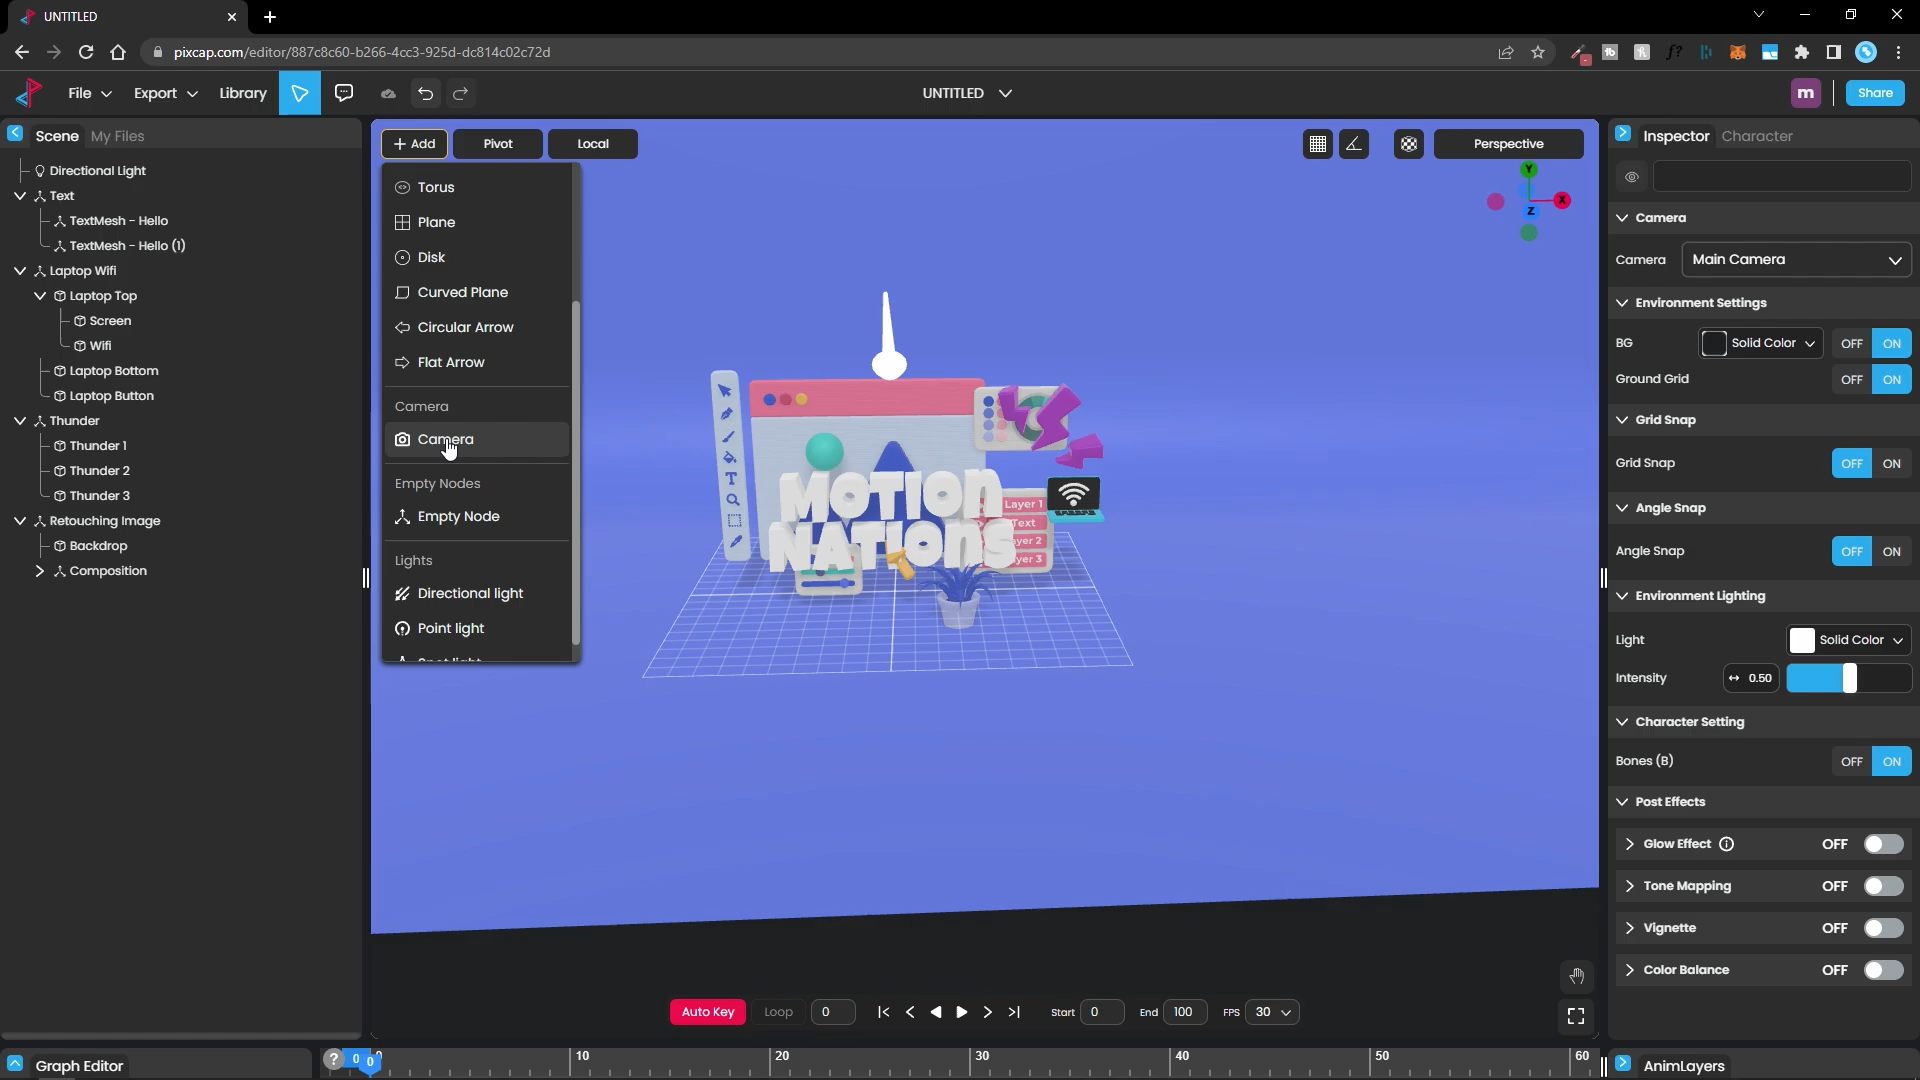 UNTITLED
pixcap.com/editor/887c8c60-b266-4cc3-925d-dc814c02c72d
File
Export
Library
UNTITLED
m
Share
Scene
My Files
Directional Light
Text
TextMesh - Hello
TextMesh - Hello (1)
Laptop Wifi
Laptop Top
Screen
Wifi
Laptop Bottom
Laptop Button
Thunder
Thunder 1
Thunder 2
Thunder 3
Retouching Image
Backdrop
Composition
+ Add
Pivot
Local
Torus
Plane
Disk
Curved Plane
Circular Arrow
Flat Arrow
Camera
Camera
Empty Nodes
Empty Node
Lights
Directional light
Point light
Perspective
Y
X
Z
MOTION
NATIONS
Layer 1
Text
Inspector
Character
Camera
Camera
Main Camera
Environment Settings
BG
Solid Color
OFF
ON
Ground Grid
OFF
ON
Grid Snap
Grid Snap
OFF
ON
Angle Snap
Angle Snap
OFF
ON
Environment Lighting
Light
Solid Color
Intensity
0.50
Character Setting
Bones (B)
OFF
ON
Post Effects
Glow Effect
OFF
Tone Mapping
OFF
Vignette
OFF
Color Balance
OFF
Auto Key
Loop
0
Start
0
End
100
FPS
30
Graph Editor
?
0
0
10
20
30
40
50
60
AnimLayers